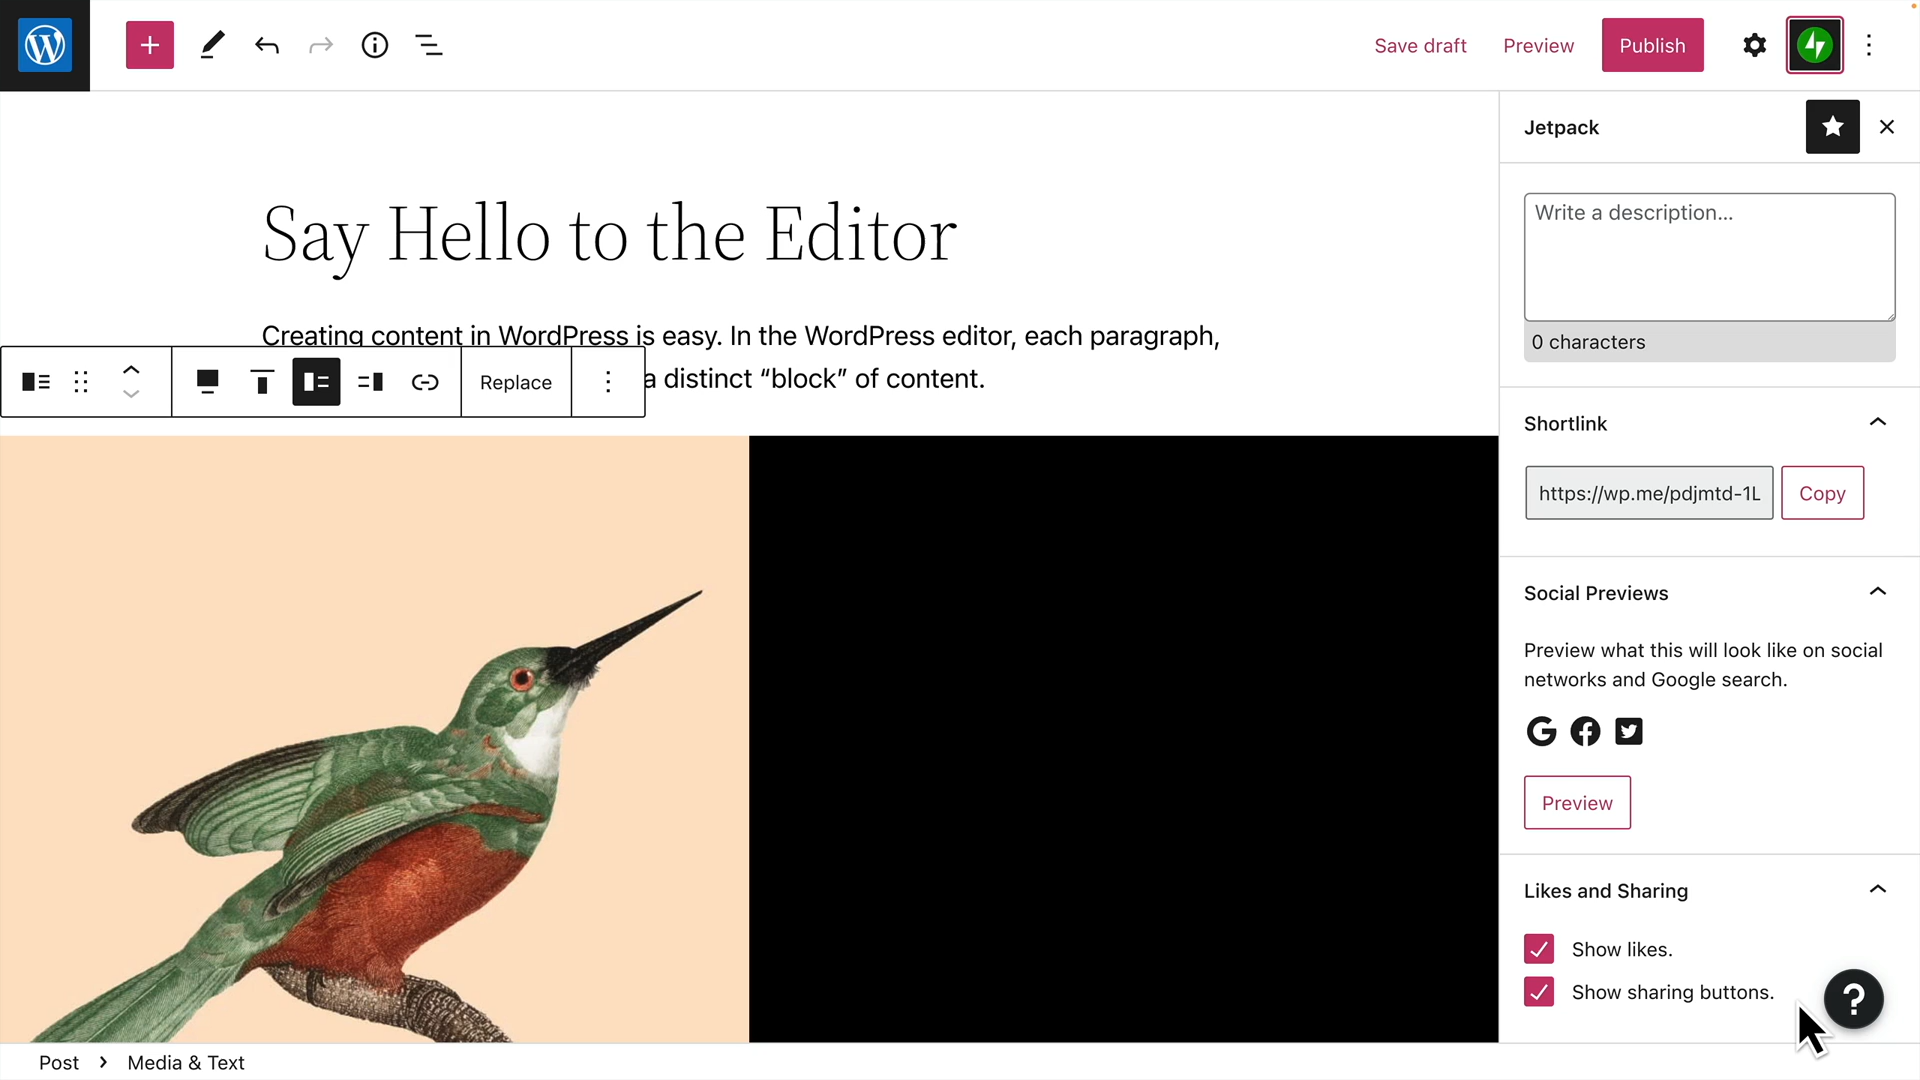 Save draft
Preview
Publish
Jetpack
Say Hello to the Editor
Creating content in WordPress is easy. In the WordPress editor, each paragraph,
a distinct “block” of content.
Replace
Write a description...
0 characters
Shortlink
https://wp.me/pdjmtd-1L
Copy
Social Previews
Preview what this will look like on social
networks and Google search.
Preview
Likes and Sharing
Show likes.
Show sharing buttons.
Post
Media & Text